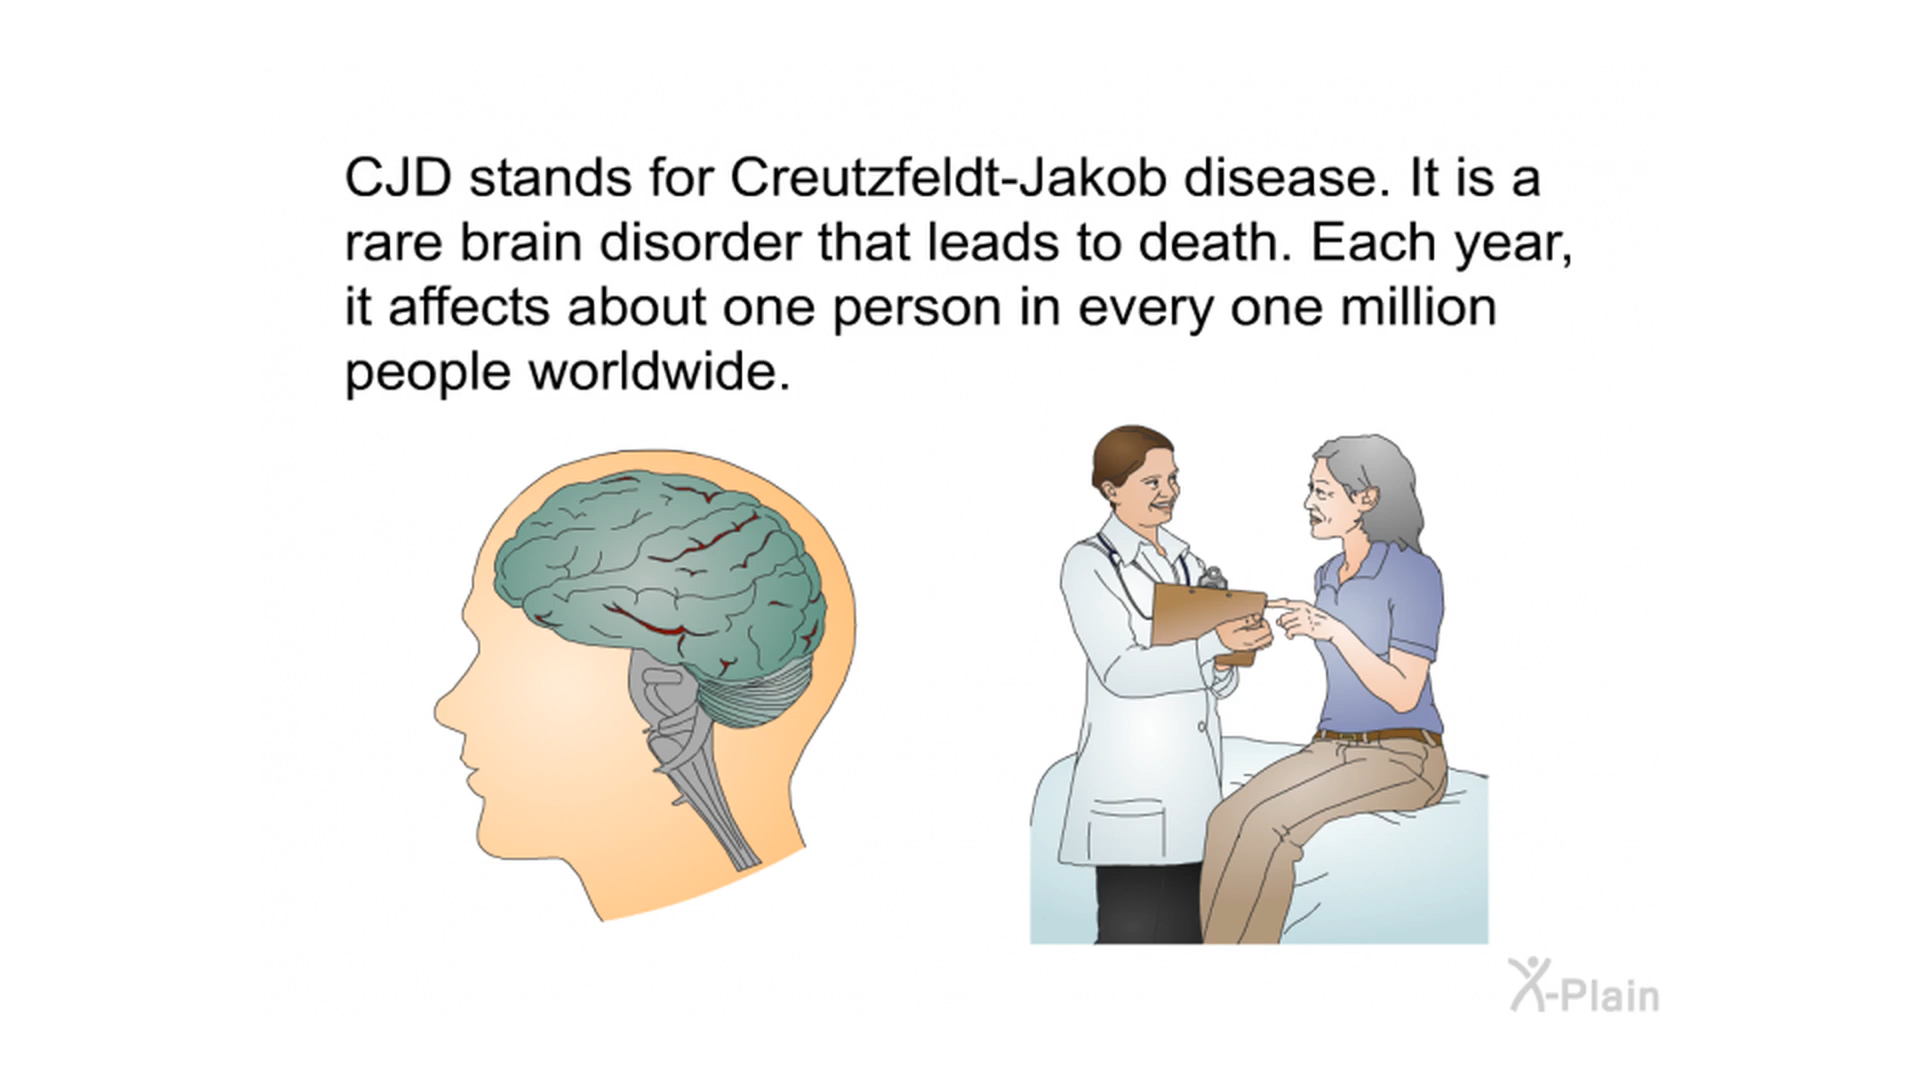 CJD stands for Creutzfeldt-Jakob disease. It is a
rare brain disorder that leads to death. Each year,
it affects about one person in every one million
people worldwide.
X-Plain